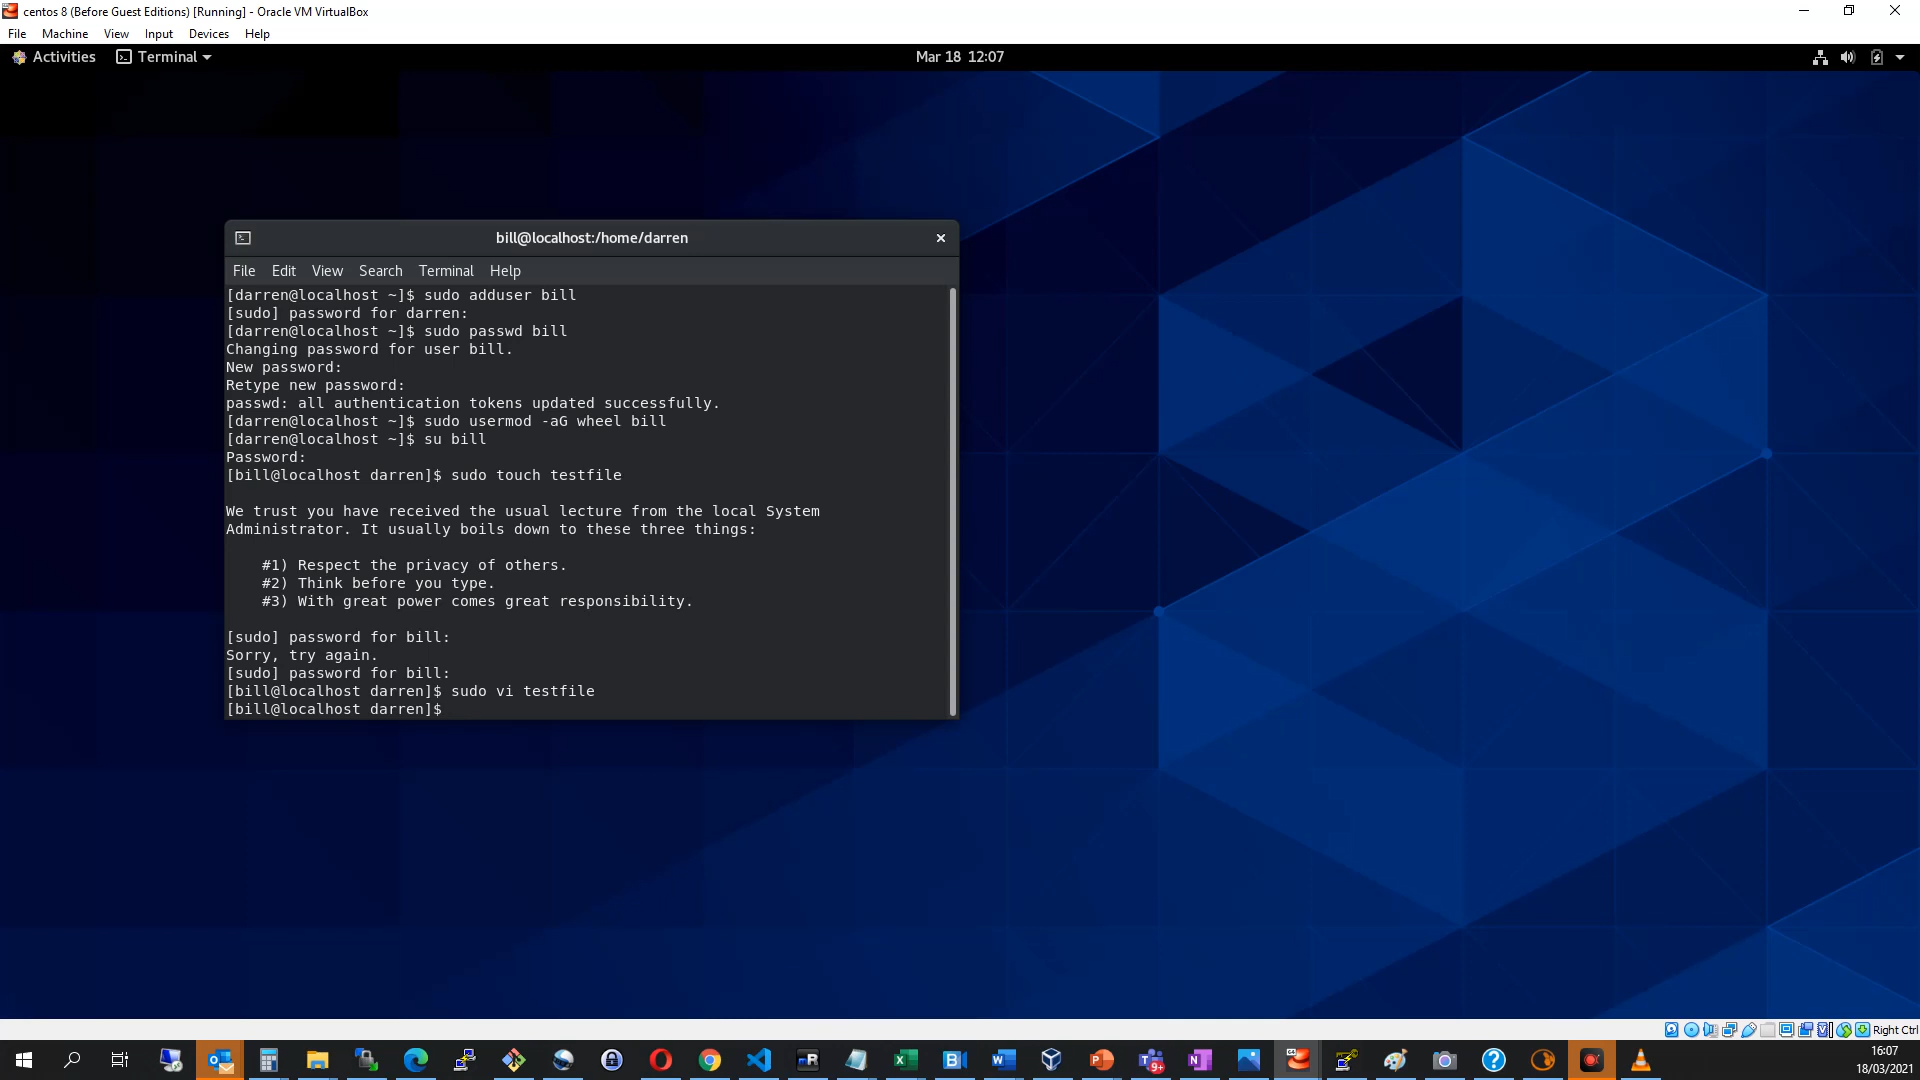 centos 8 (Before Guest Editions) [Running] - Oracle VM VirtualBox
File Machine View Input Devices Help
Activities Terminal Mar 18 12:07
bill@localhost:/home/darren
File Edit View Search Terminal Help
[darren@localhost ~]$ sudo adduser bill
[sudo] password for darren:
[darren@localhost ~]$ sudo passwd bill
Changing password for user bill.
New password:
Retype new password:
passwd: all authentication tokens updated successfully.
[darren@localhost ~]$ sudo usermod -aG wheel bill
[darren@localhost ~]$ su bill
Password:
[bill@localhost darren]$ sudo touch testfile
We trust you have received the usual lecture from the local System
Administrator. It usually boils down to these three things:
#1) Respect the privacy of others.
#2) Think before you type.
#3) With great power comes great responsibility.
[sudo] password for bill:
Sorry, try again.
[sudo] password for bill:
[bill@localhost darren]$ sudo vi testfile
[bill@localhost darren]$
Right Ctrl
9+
16:07
18/03/2021